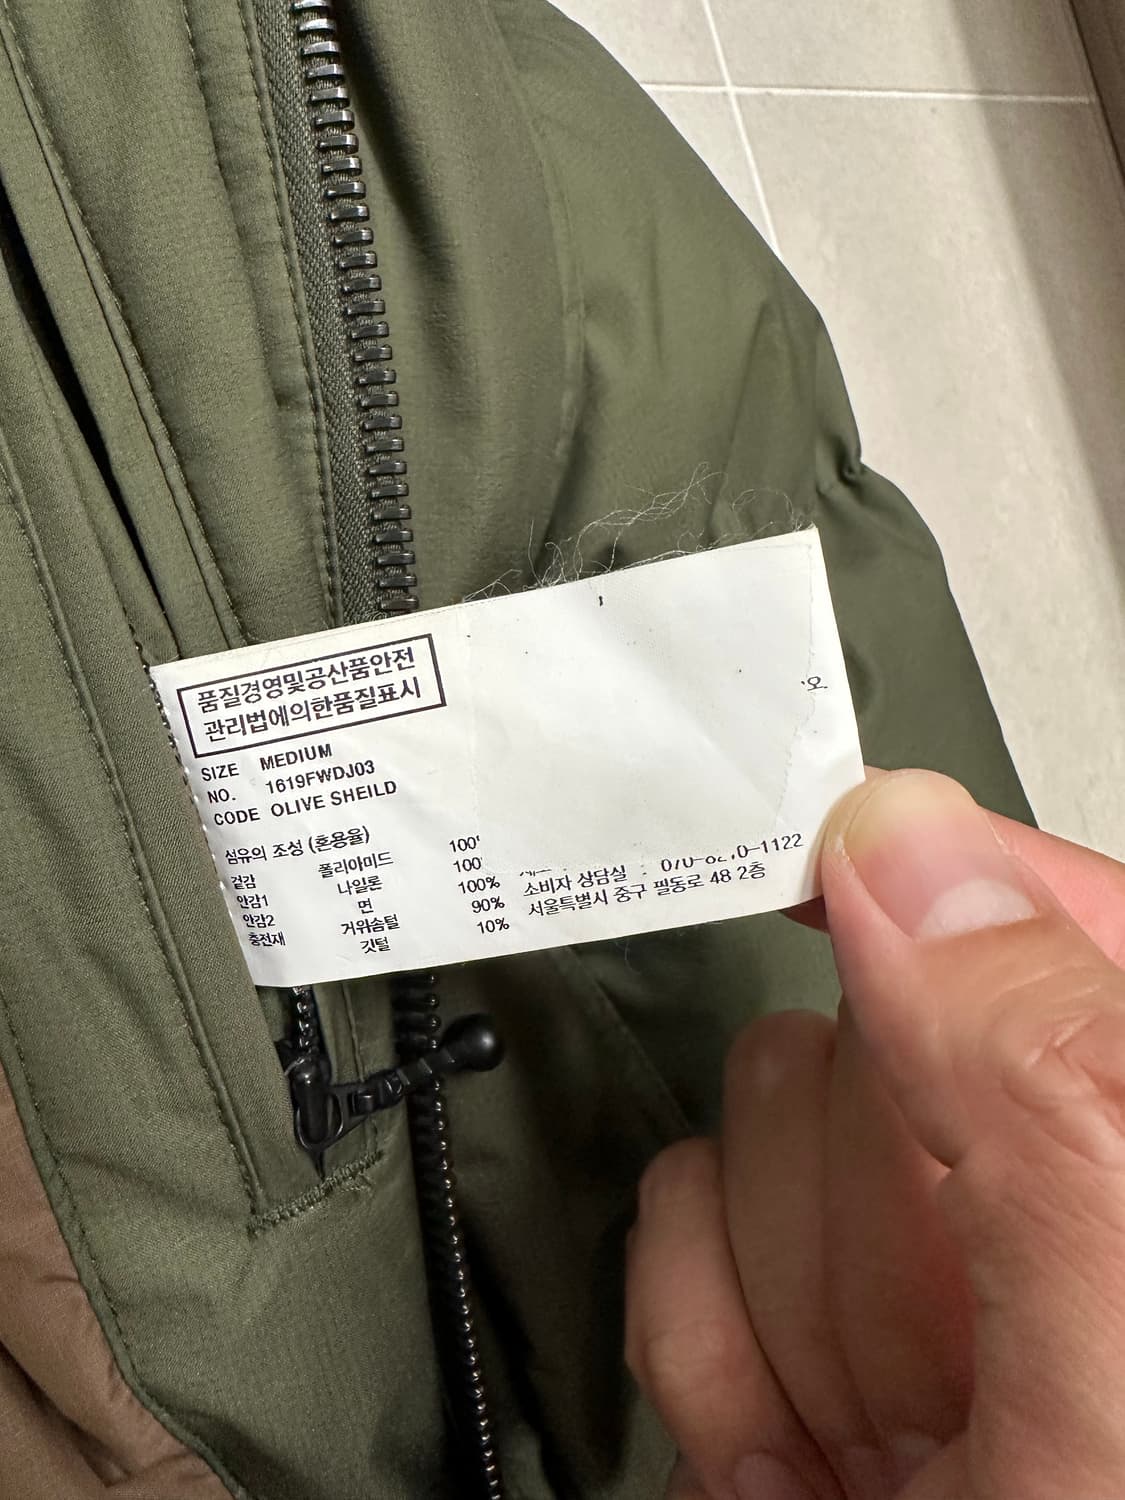 품질경영및공산품안전
관리법에의한품질표시
SIZE MEDIUM
NO. 1619FWDJ03
CODE OLIVE SHEILD
섬유의 조성 (혼용율)
겉감 폴리아미드 100
안감1 나일론 100
안감2 면 100%
충전재 거위솜털 90%
깃털 10%
오
소비자 상담실 :
서울특별시 중구 필동로 48 2층